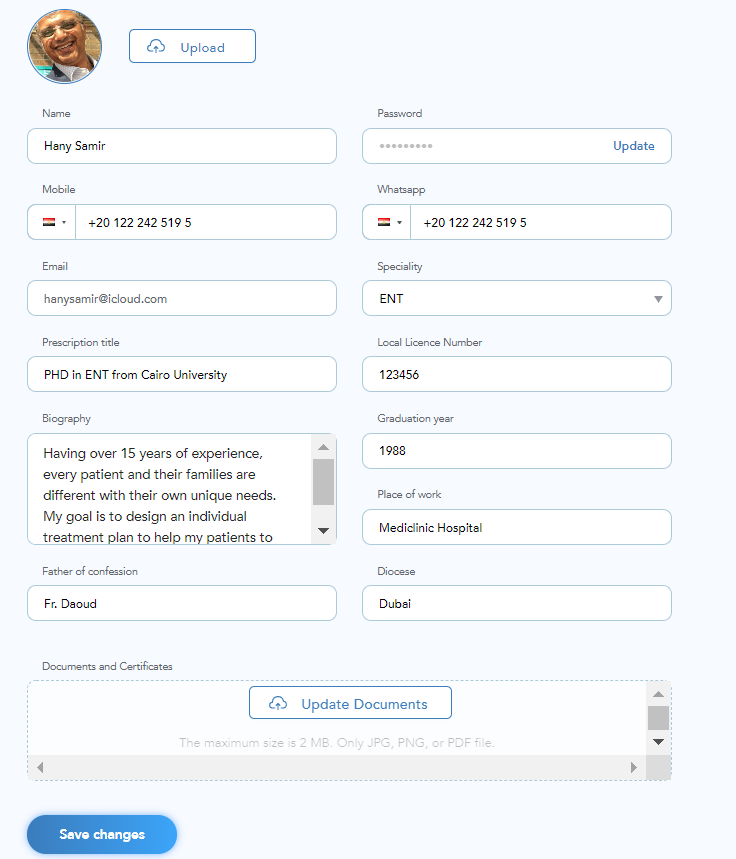 Upload
Name
Password
Hany Samir
••••••••• Update
Mobile
Whatsapp
+20 122 242 519 5
+20 122 242 519 5
Email
Speciality
hanysamir@icloud.com
ENT
Prescription title
Local Licence Number
PHD in ENT from Cairo University
123456
Biography
Graduation year
Having over 15 years of experience,
every patient and their families are
different with their own unique needs.
My goal is to design an individual
treatment plan to help my patients to
1988
Place of work
Mediclinic Hospital
Father of confession
Diocese
Fr. Daoud
Dubai
Documents and Certificates
Update Documents
The maximum size is 2 MB. Only JPG, PNG, or PDF file.
Save changes